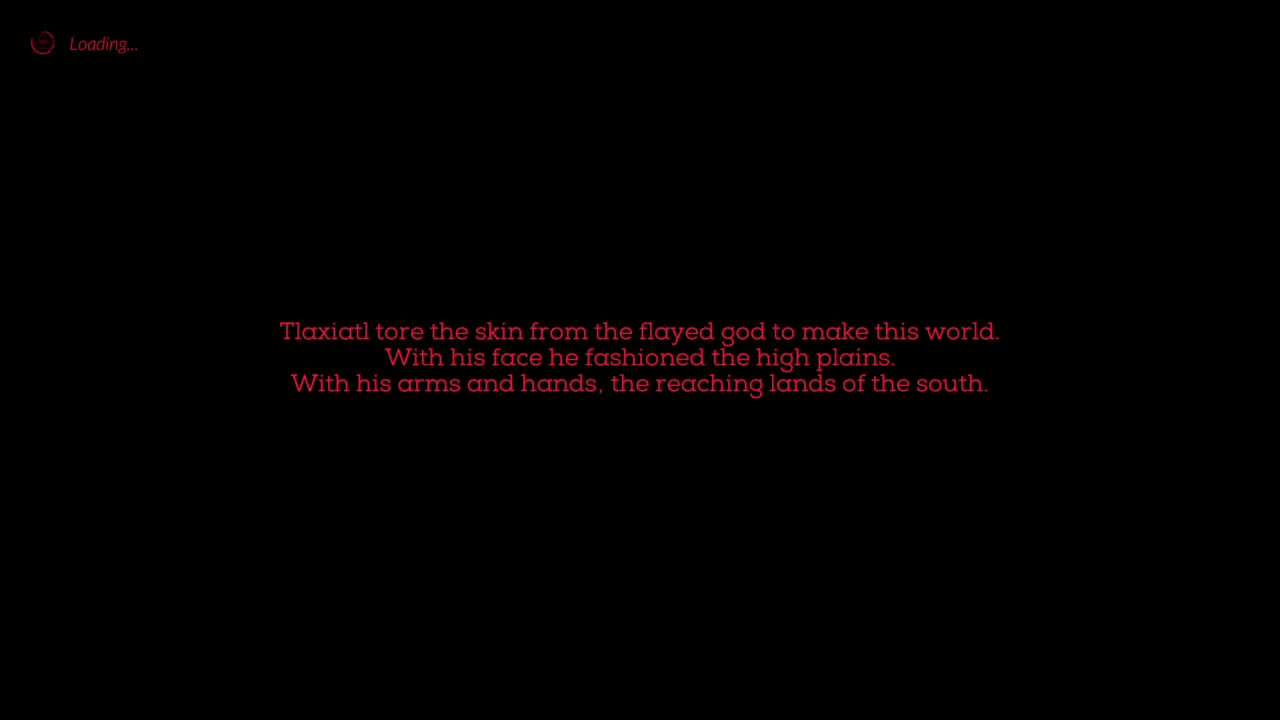 Loading...
Tlaxiatl tore the skin from the flayed god to make this world.
With his face he fashioned the high plains.
With his arms and hands, the reaching lands of the south.